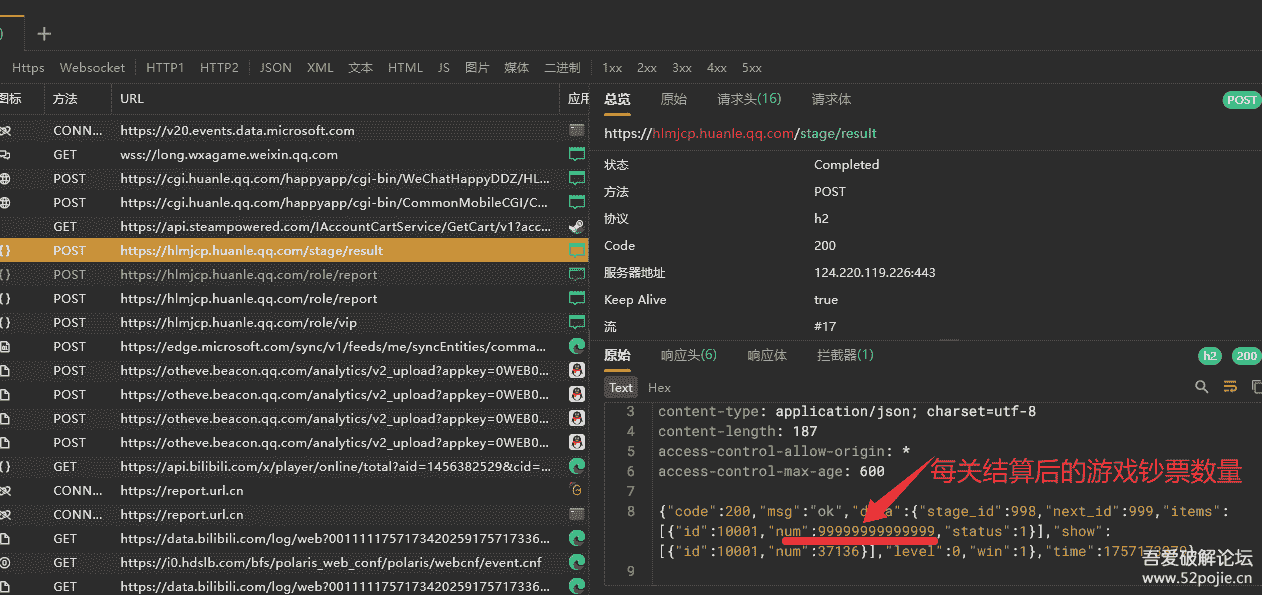 Https Websocket HTTP1 HTTP2 JSON XML 文本 HTML JS 图片 媒体 二进制 1xx 2xx 3xx 4xx 5xx
图标 方法 URL 应用
CONN... https://v20.events.data.microsoft.com
GET wss://long.wxagame.weixin.qq.com
POST https://cgi.huanle.qq.com/happyapp/cgi-bin/WeChatHappyDDZ/HL...
POST https://cgi.huanle.qq.com/happyapp/cgi-bin/CommonMobileCGI/C...
GET https://api.steampowered.com/IAccountCartService/GetCart/v1?acc...
{} POST https://hlmjcp.huanle.qq.com/stage/result
{} POST https://hlmjcp.huanle.qq.com/role/report
{} POST https://hlmjcp.huanle.qq.com/role/report
{} POST https://hlmjcp.huanle.qq.com/role/vip
POST https://edge.microsoft.com/sync/v1/feeds/me/syncEntities/comma...
POST https://otheve.beacon.qq.com/analytics/v2_upload?appkey=0WEB0...
POST https://otheve.beacon.qq.com/analytics/v2_upload?appkey=0WEB0...
POST https://otheve.beacon.qq.com/analytics/v2_upload?appkey=0WEB0...
POST https://otheve.beacon.qq.com/analytics/v2_upload?appkey=0WEB0...
{} GET https://api.bilibili.com/x/player/online/total?aid=1456382529&cid=...
CONN... https://report.url.cn
CONN... https://report.url.cn
GET https://data.bilibili.com/log/web?0011111757173420259175717336...
GET https://i0.hdslb.com/bfs/polaris_web_conf/polaris/webcnf/event.cnf
GET https://data.bilibili.com/log/web?0011111757173420259175717336...
总览 原始 请求头(16) 请求体 POST
https://hlmjcp.huanle.qq.com/stage/result
状态 Completed
方法 POST
协议 h2
Code 200
服务器地址 124.220.119.226:443
Keep Alive true
流 #17
原始 响应头(6) 响应体 拦截器(1) h2 200
Text Hex
3 content-type: application/json; charset=utf-8
4 content-length: 187
5 access-control-allow-origin: *
6 access-control-max-age: 600
7
每关结算后的游戏钞票数量
8 {"code":200,"msg":"ok","data":{"stage_id":998,"next_id":999,"items":
[{"id":10001,"num":99999999999999,"status":1}],"show":
[{"id":10001,"num":37136}],"level":0,"win":1},"time":
9
吾爱破解论坛
www.52pojie.cn